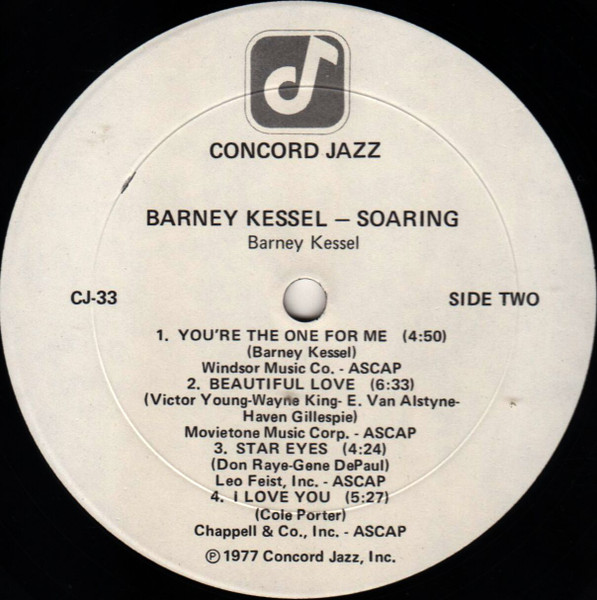 CONCORD JAZZ
BARNEY KESSEL — SOARING
Barney Kessel
CJ-33
SIDE TWO
1. YOU'RE THE ONE FOR ME (4:50)
(Barney Kessel)
Windsor Music Co. - ASCAP
2. BEAUTIFUL LOVE (6:33)
(Victor Young-Wayne King- E. Van Alstyne-
Haven Gillespie)
Movietone Music Corp. - ASCAP
3. STAR EYES (4:24)
(Don Raye-Gene DePaul)
Leo Feist, Inc. - ASCAP
4. I LOVE YOU (5:27)
(Cole Porter)
Chappell & Co., Inc. - ASCAP
℗ 1977 Concord Jazz, Inc.